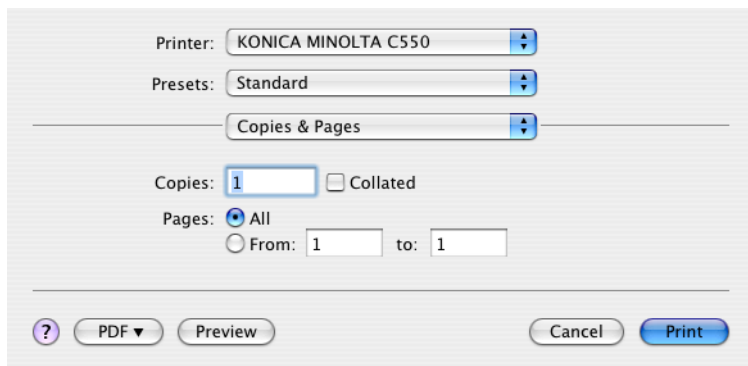 Printer: KONICA MINOLTA C550
Presets: Standard
Copies & Pages
Copies: 1 Collated
Pages: All
From: 1 to: 1
? PDF ▼ Preview Cancel Print